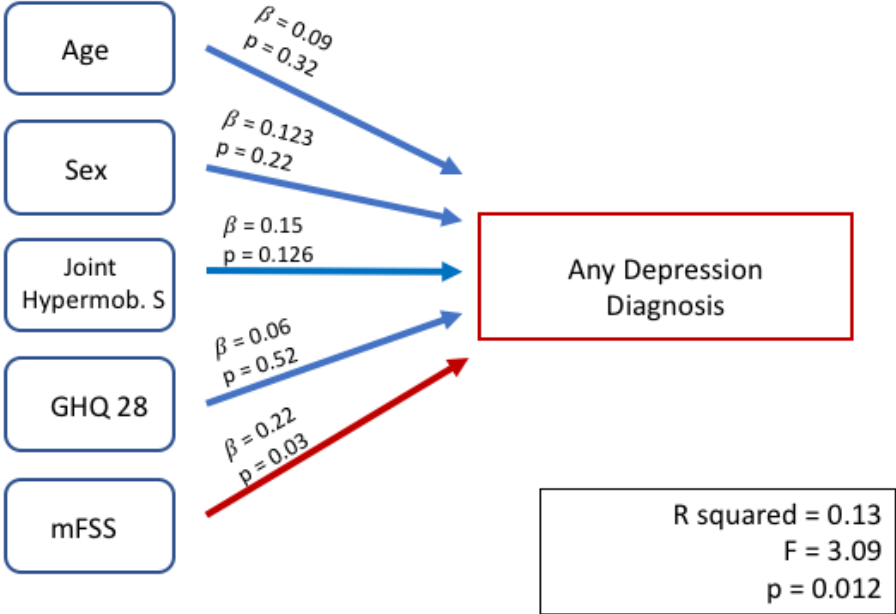 Age
β = 0.09
p = 0.32
Sex
β = 0.123
p = 0.22
Joint
Hypermob. S
β = 0.15
p = 0.126
GHQ 28
β = 0.06
p = 0.52
mFSS
β = 0.22
p = 0.03
Any Depression
Diagnosis
R squared = 0.13
F = 3.09
p = 0.012